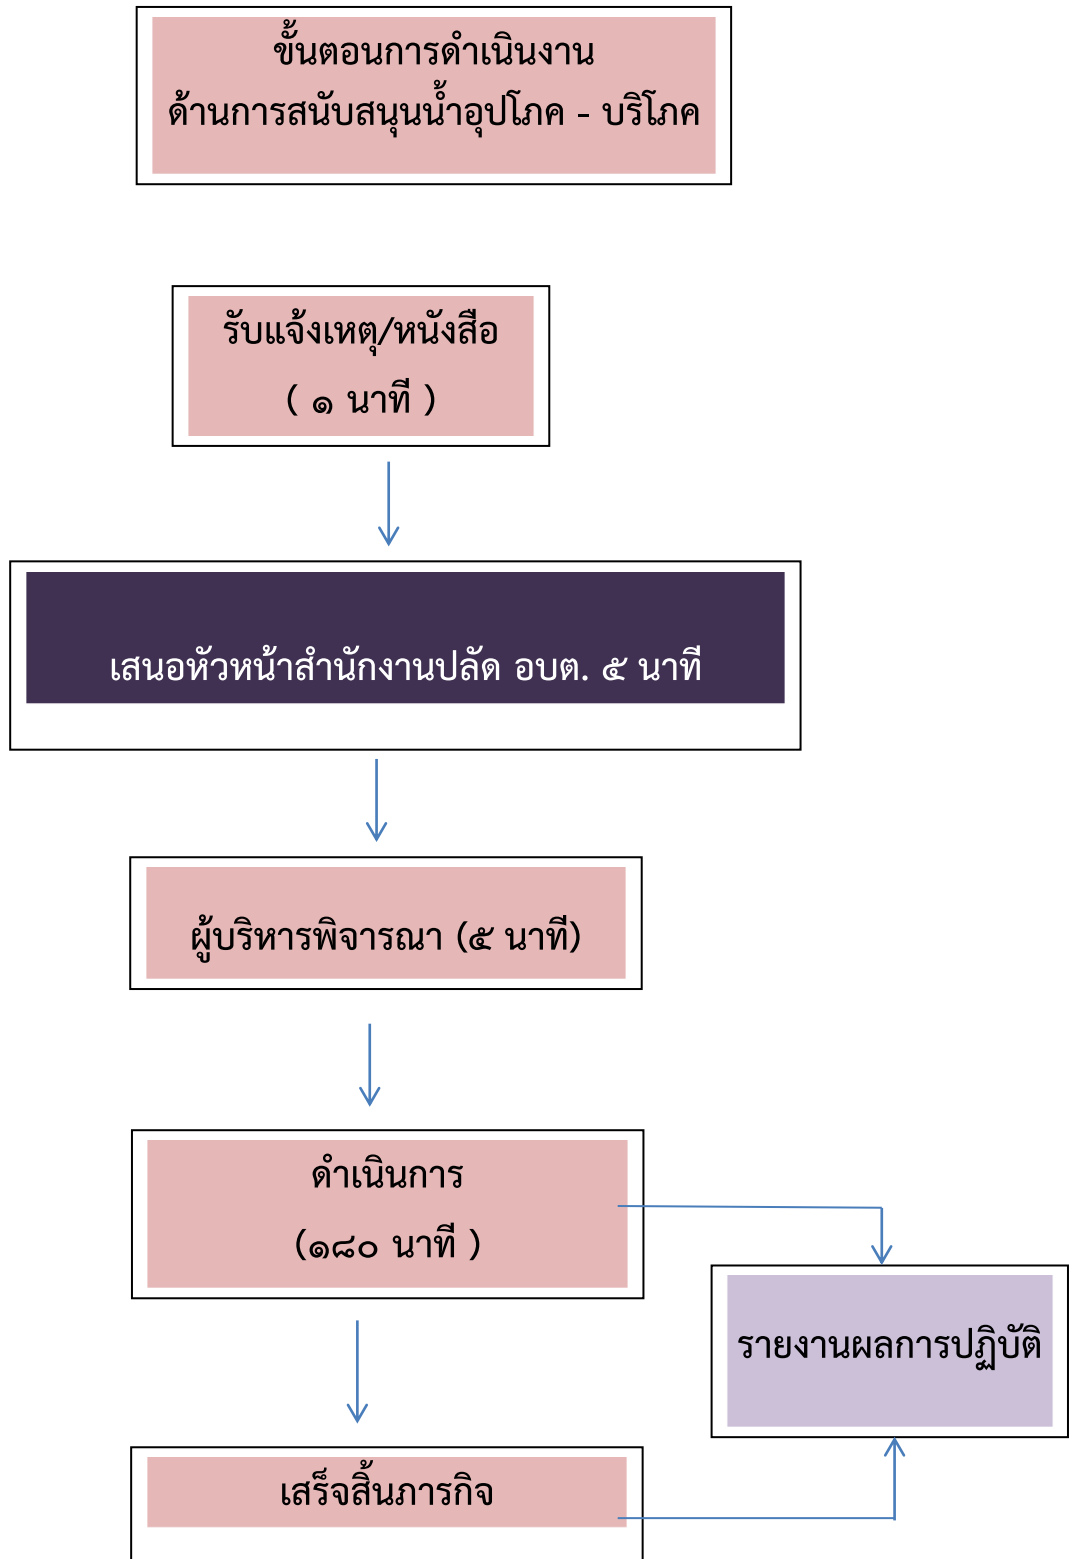 ขั้นตอนการดำเนินงาน
ด้านการสนับสนุนน้ำอุปโภค - บริโภค
รับแจ้งเหตุ/หนังสือ
( ๑ นาที )
เสนอหัวหน้าสำนักงานปลัด อบต. ๕ นาที
ผู้บริหารพิจารณา (๕ นาที)
ดำเนินการ
(๑๘๐ นาที )
รายงานผลการปฏิบัติ
เสร็จสิ้นภารกิจ